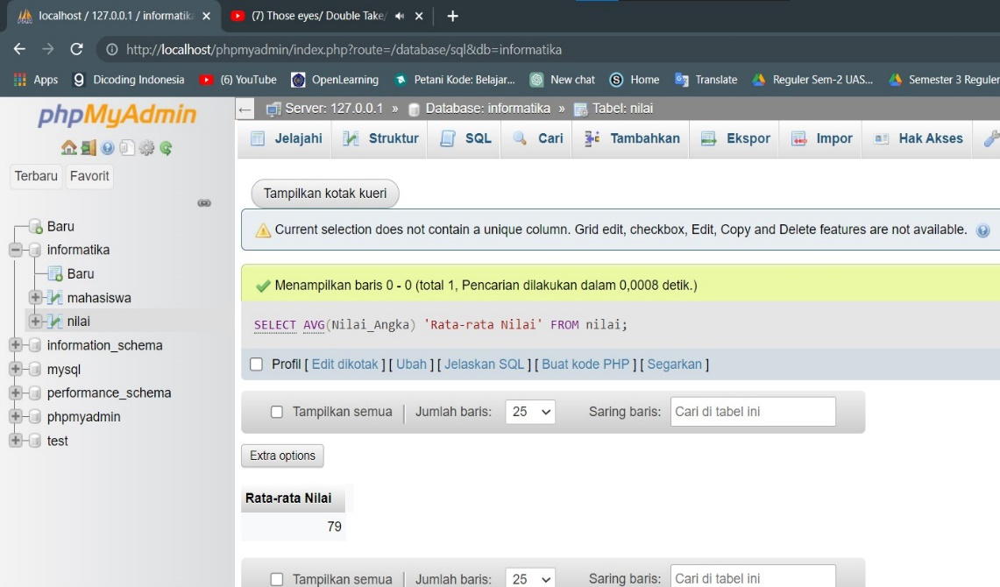 localhost / 127.0.0.1 / informatika
(7) Those eyes/ Double Take/
http://localhost/phpmyadmin/index.php?route=/database/sql&db=informatika
Apps Dicoding Indonesia (6) YouTube OpenLearning Petani Kode: Belajar... New chat Home Translate Reguler Sem-2 UAS... Semester 3 Reguler
phpMyAdmin
Terbaru Favorit
Baru
informatika
Baru
mahasiswa
nilai
information_schema
mysql
performance_schema
phpmyadmin
test
Server: 127.0.0.1 » Database: informatika » Tabel: nilai
Jelajahi Struktur SQL Cari Tambahkan Ekspor Impor Hak Akses
Tampilkan kotak kueri
Current selection does not contain a unique column. Grid edit, checkbox, Edit, Copy and Delete features are not available.
Menampilkan baris 0 - 0 (total 1, Pencarian dilakukan dalam 0,0008 detik.)
SELECT AVG(Nilai_Angka) 'Rata-rata Nilai' FROM nilai;
Profil [ Edit dikotak ] [ Ubah ] [ Jelaskan SQL ] [ Buat kode PHP ] [ Segarkan ]
Tampilkan semua Jumlah baris: 25 Saring baris: Cari di tabel ini
Extra options
Rata-rata Nilai
79
Tampilkan semua Jumlah baris: 25 Saring baris: Cari di tabel ini